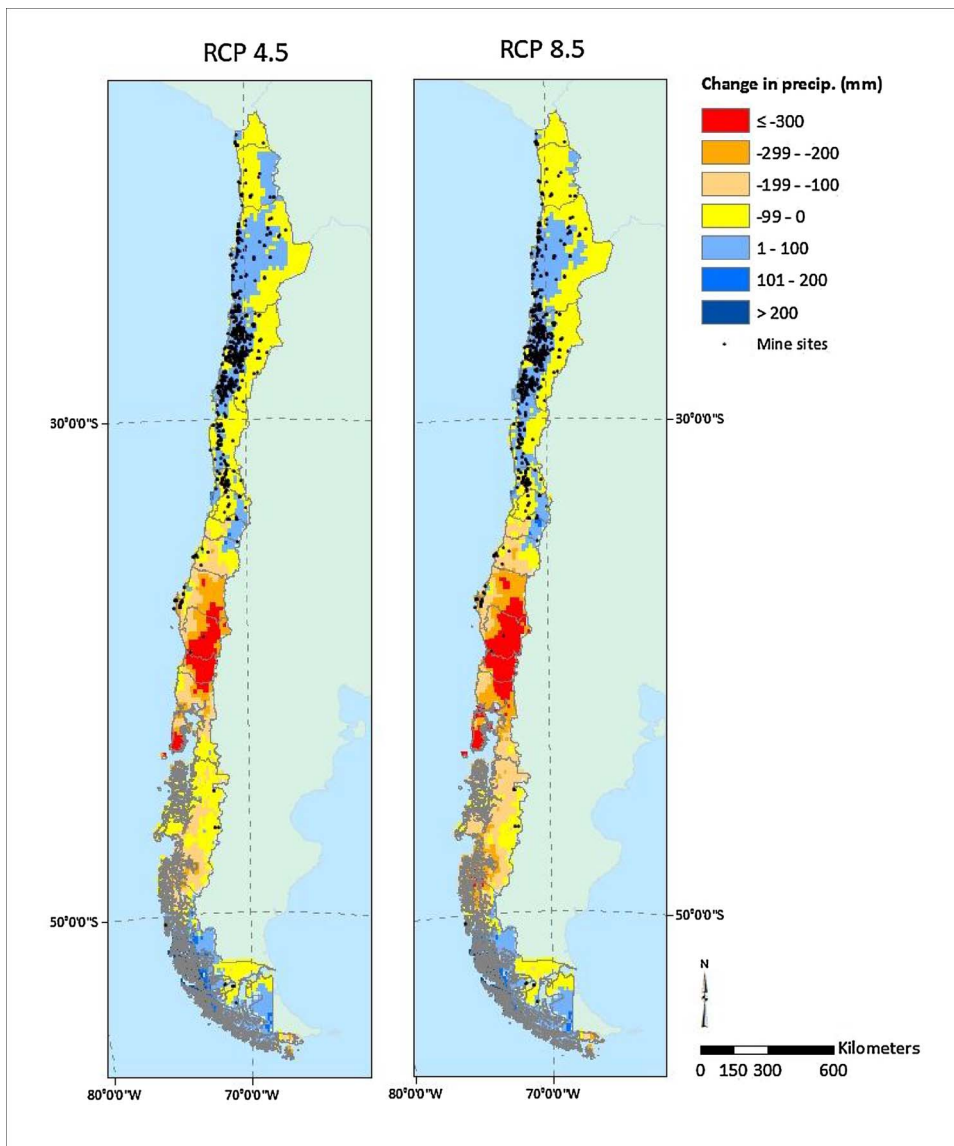 RCP 4.5
RCP 8.5
Change in precip. (mm)
≤ -300
-299 - -200
-199 - -100
-99 - 0
1 - 100
101 - 200
> 200
Mine sites
30°0'0"S
30°0'0"S
50°0'0"S
50°0'0"S
N
Kilometers
0 150 300 600
80°0'0"W
70°0'0"W
80°0'0"W
70°0'0"W